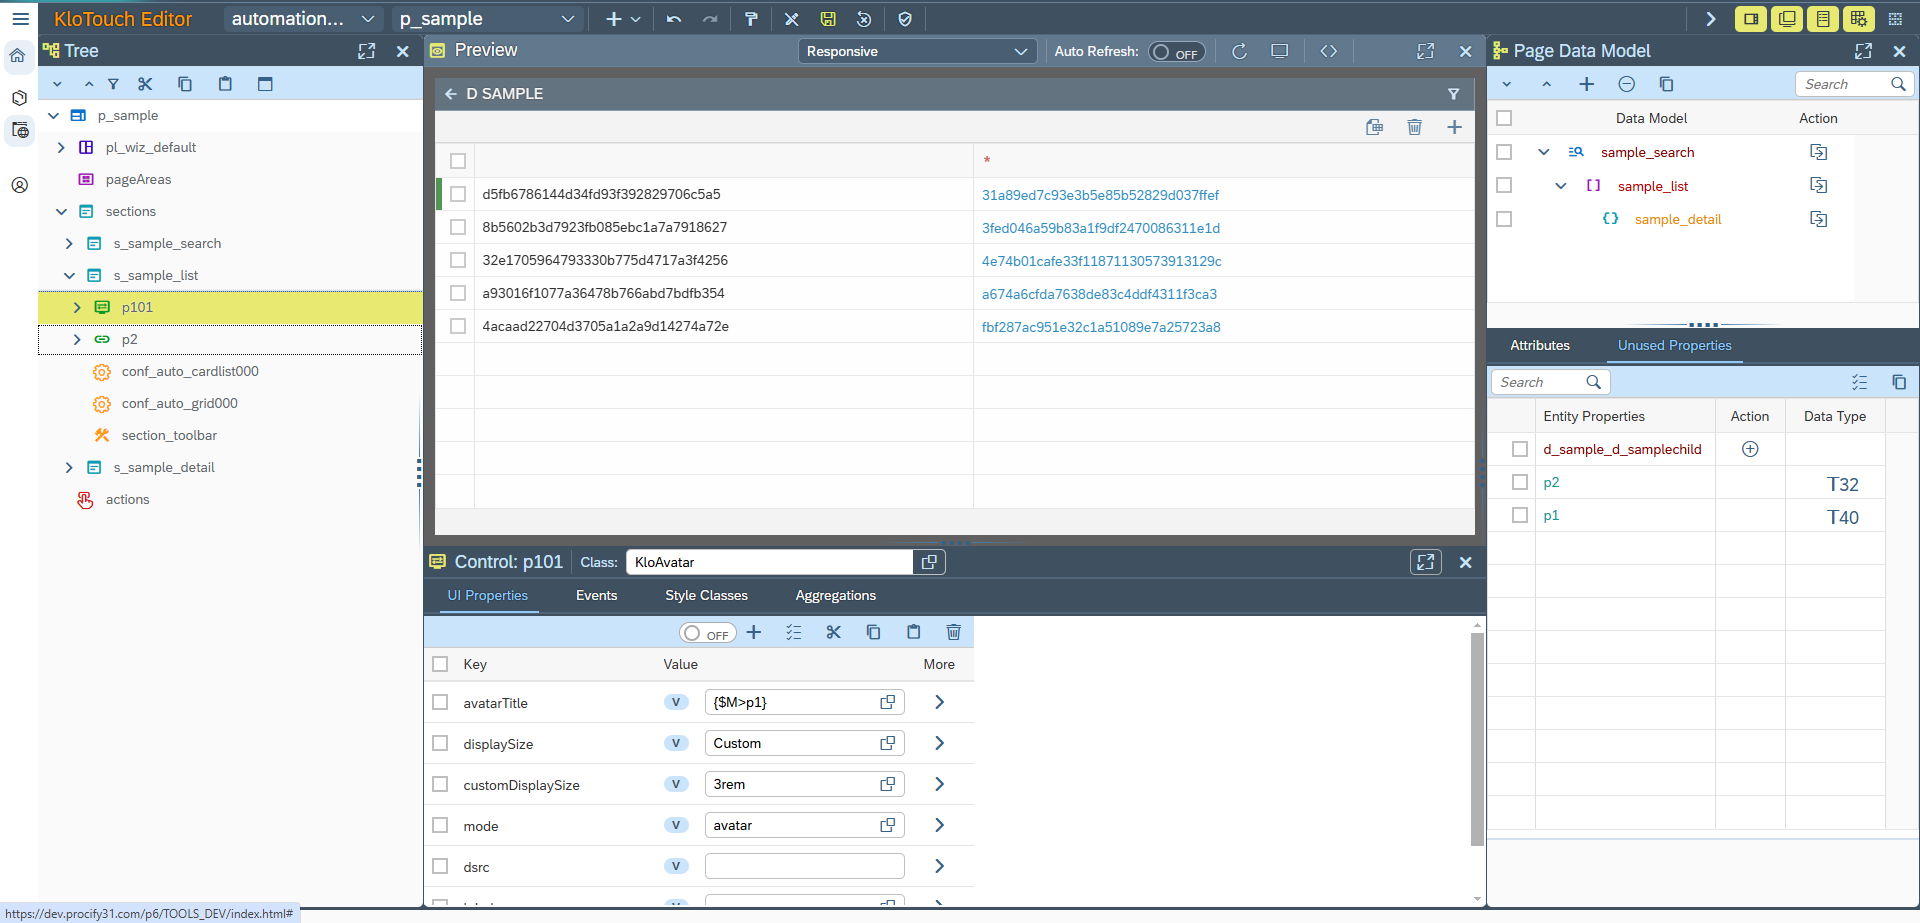 KloTouch Editor
automation...
p_sample
Tree
p_sample
pl_wiz_default
pageAreas
sections
s_sample_search
s_sample_list
p101
p2
conf_auto_cardlist000
conf_auto_grid000
section_toolbar
s_sample_detail
actions
https://dev.procify31.com/p6/TOOLS_DEV/index.html#
Preview
Responsive
Auto Refresh:
OFF
D SAMPLE
*
d5fb6786144d34fd93f392829706c5a5 31a89ed7c93e3b5e85b52829d037ffef
8b5602b3d7923fb085ebc1a7a7918627 3fed046a59b83a1f9df2470086311e1d
32e1705964793330b775d4717a3f4256 4e74b01cafe33f11871130573913129c
a93016f1077a36478b766abd7bdfb354 a674a6cfda7638de83c4ddf4311f3ca3
4acaad22704d3705a1a2a9d14274a72e fbf287ac951e32c1a51089e7a25723a8
Control: p101
Class:
KloAvatar
UI Properties
Events
Style Classes
Aggregations
OFF
Key Value More
avatarTitle V {$M>p1}
displaySize V Custom
customDisplaySize V 3rem
mode V avatar
dsrc V
Page Data Model
Search
Data Model Action
sample_search
sample_list
sample_detail
Attributes
Unused Properties
Search
Entity Properties Action Data Type
d_sample_d_samplechild
p2 T32
p1 T40